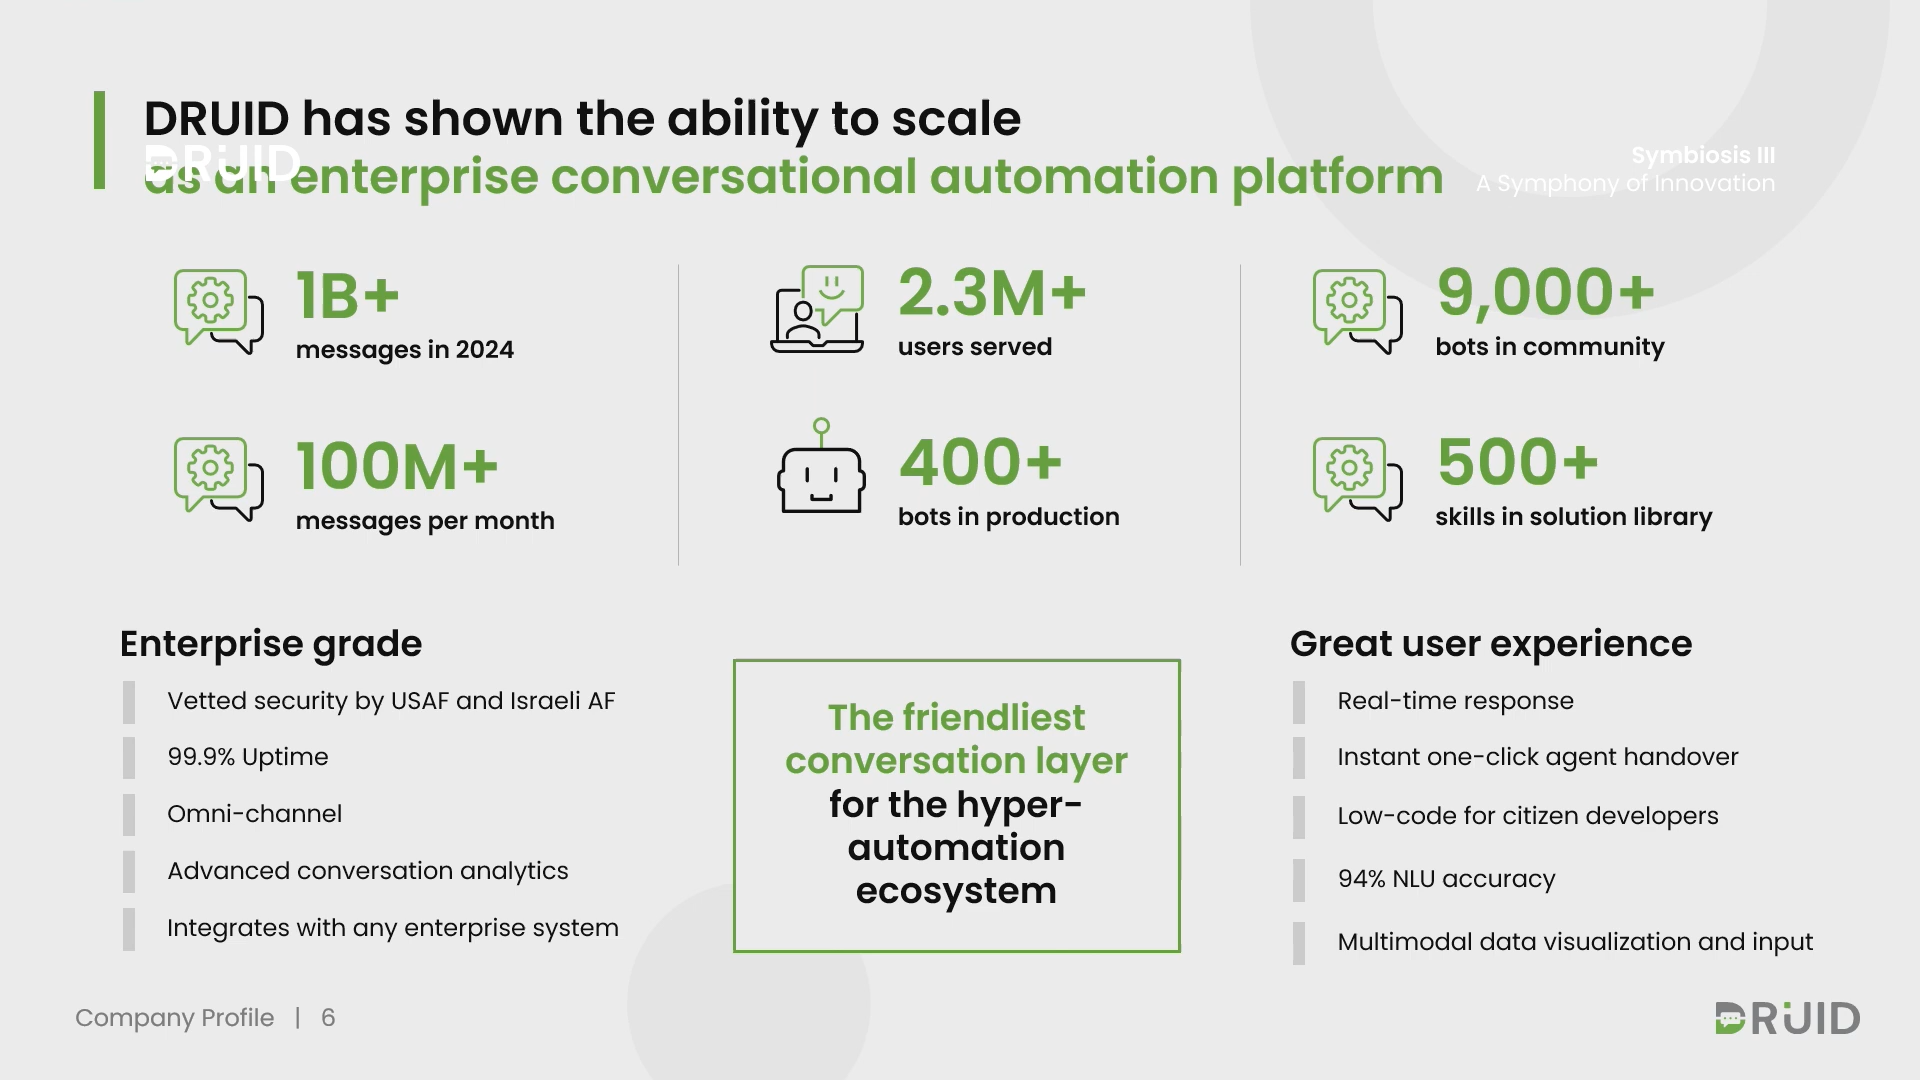 DRUID has shown the ability to scale
as an enterprise conversational automation platform
DRUID
Symbiosis III
A Symphony of Innovation
1B+
messages in 2024
2.3M+
users served
9,000+
bots in community
100M+
messages per month
400+
bots in production
500+
skills in solution library
Enterprise grade
Vetted security by USAF and Israeli AF
99.9% Uptime
Omni-channel
Advanced conversation analytics
Integrates with any enterprise system
The friendliest
conversation layer
for the hyper-
automation
ecosystem
Great user experience
Real-time response
Instant one-click agent handover
Low-code for citizen developers
94% NLU accuracy
Multimodal data visualization and input
Company Profile | 6
DRUID